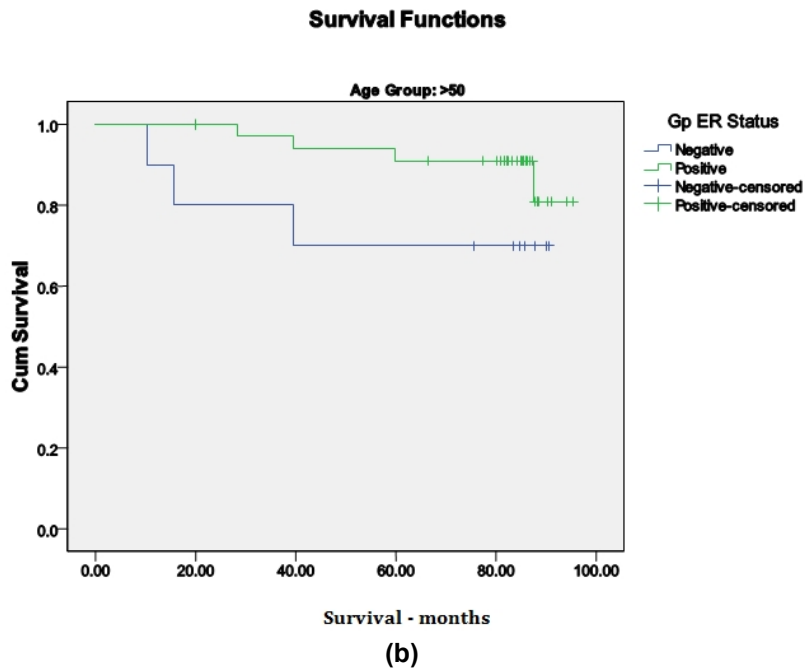 Survival Functions
Age Group: >50
Gp ER Status
Negative
Positive
Negative-censored
Positive-censored
Cum Survival
1.0
0.8
0.6
0.4
0.2
0.0
0.00 20.00 40.00 60.00 80.00 100.00
Survival - months
(b)